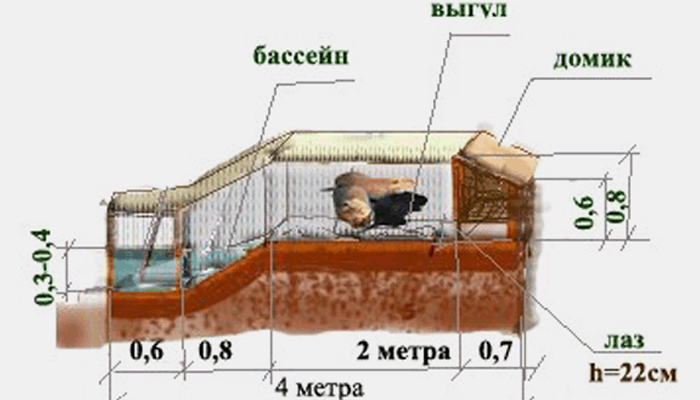 выгул
бассейн
домик
0,3-0,4
0,6
0,8
0,6
0,8
2 метра
0,7
4 метра
лаз
h=22см